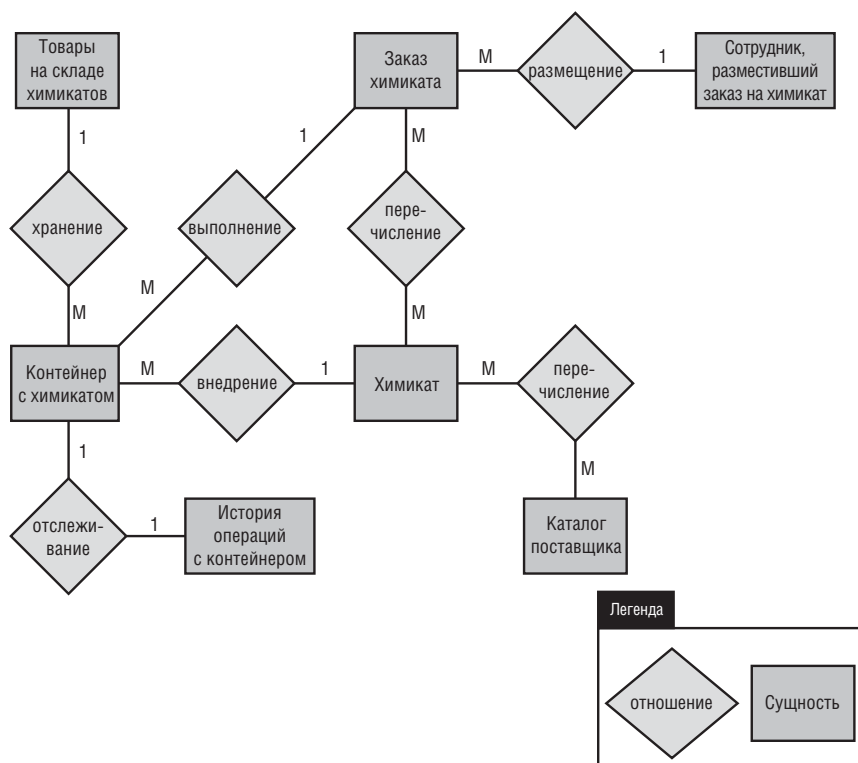 Товары
на складе
химикатов
Заказ
химиката
М
размещение
1
Сотрудник,
разместивший
заказ на химикат
1
1
М
хранение
выполнение
пере-
числение
М
М
М
Контейнер
с химикатом
М
внедрение
1
Химикат
М
пере-
числение
1
М
отслежи-
вание
1
История
операций
с контейнером
Каталог
поставщика
Легенда
отношение
Сущность